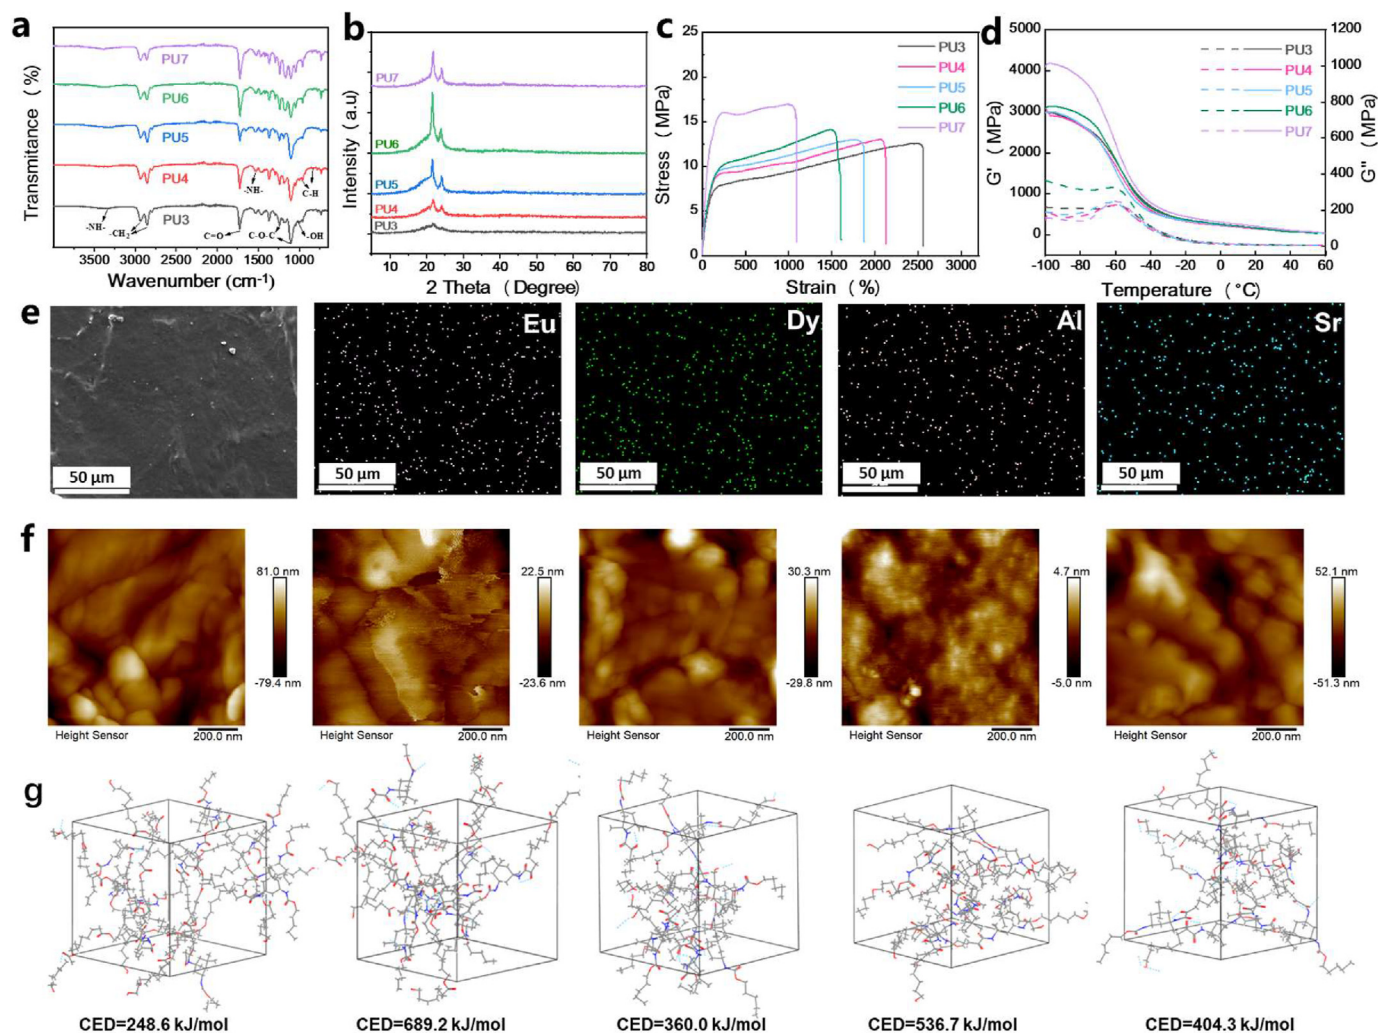 a
Transmitance (%)
PU7
PU6
PU5
PU4
PU3
-NH-
C-H
-NH-
-CH2
C=O
C-O-C
-OH
3500 3000 2500 2000 1500 1000
Wavenumber (cm-1)
b
Intensity (a.u)
PU7
PU6
PU5
PU4
PU3
10 20 30 40 50 60 70 80
2 Theta (Degree)
c
Stress (MPa)
25
20
15
10
5
0
PU3
PU4
PU5
PU6
PU7
0 500 1000 1500 2000 2500 3000
Strain (%)
d
G' (MPa)
5000
4000
3000
2000
1000
0
PU3
PU4
PU5
PU6
PU7
1200
1000
800
600
400
200
0
G'' (MPa)
-100 -80 -60 -40 -20 0 20 40 60
Temperature (°C)
e
50 μm
Eu
50 μm
Dy
50 μm
Al
50 μm
Sr
50 μm
f
81.0 nm
-79.4 nm
Height Sensor
200.0 nm
22.5 nm
-23.6 nm
Height Sensor
200.0 nm
30.3 nm
-29.8 nm
Height Sensor
200.0 nm
4.7 nm
-5.0 nm
Height Sensor
200.0 nm
52.1 nm
-51.3 nm
Height Sensor
200.0 nm
g
CED=248.6 kJ/mol
CED=689.2 kJ/mol
CED=360.0 kJ/mol
CED=536.7 kJ/mol
CED=404.3 kJ/mol